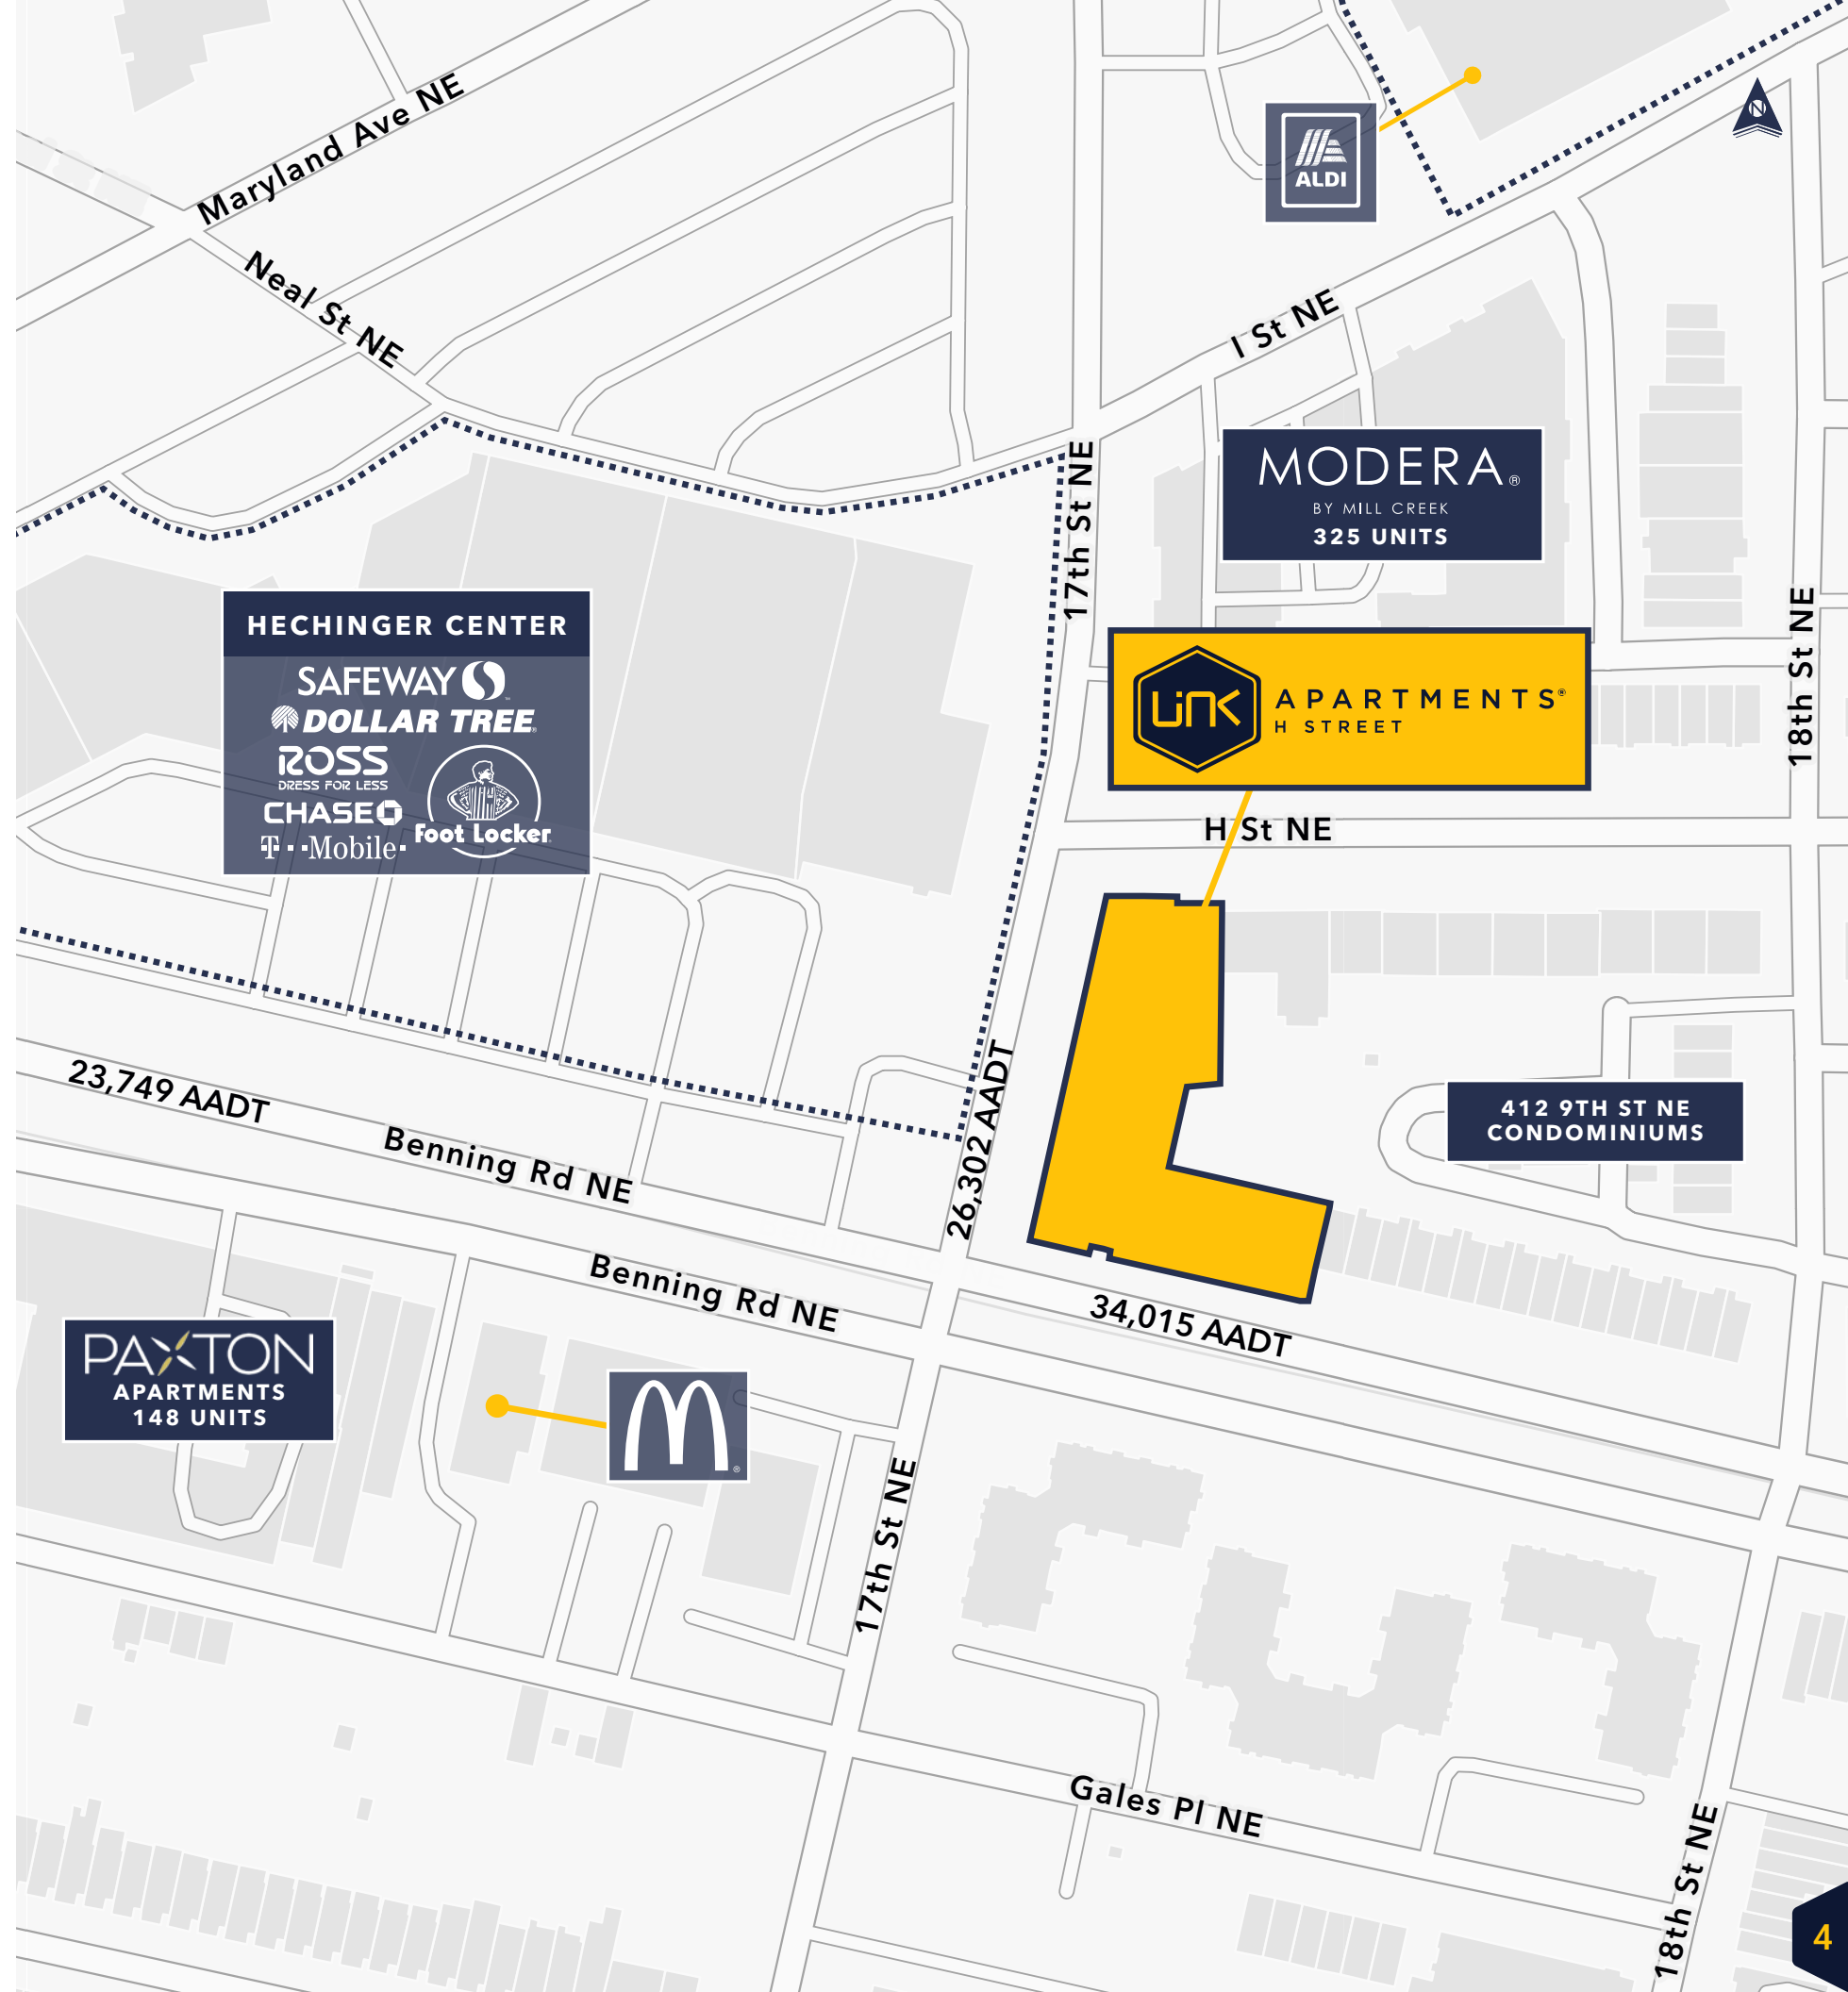 Maryland Ave NE
N
ALDI
Neal St NE
I St NE
17th St NE
MODERA®
BY MILL CREEK
325 UNITS
HECHINGER CENTER
SAFEWAY
DOLLAR TREE
ROSS
DRESS FOR LESS
CHASE
Foot Locker
T··Mobile·
LINK
APARTMENTS®
H STREET
18th St NE
H St NE
23,749 AADT
26,302 AADT
412 9TH ST NE
CONDOMINIUMS
Benning Rd NE
Benning Rd NE
34,015 AADT
PAXTON
APARTMENTS
148 UNITS
M
17th St NE
Gales Pl NE
18th St NE
4